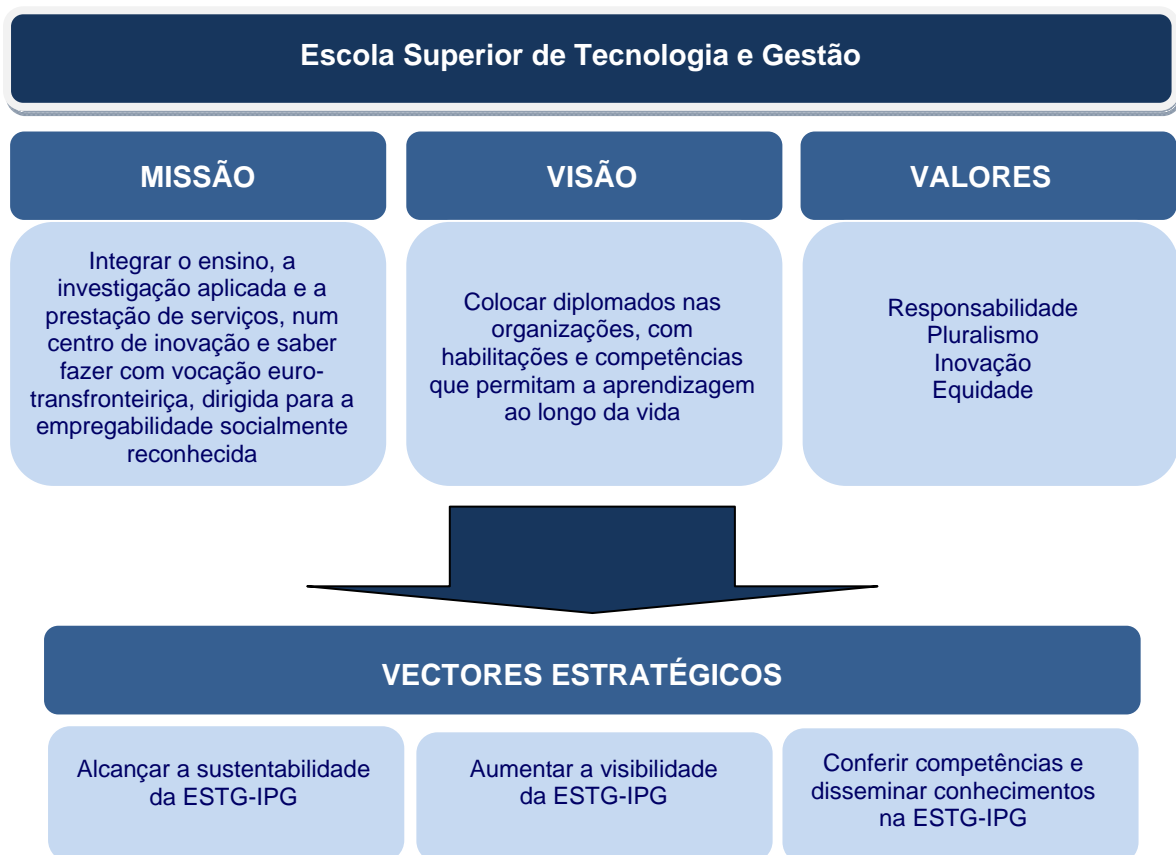 Escola Superior de Tecnologia e Gestão
MISSÃO
Integrar o ensino, a
investigação aplicada e a
prestação de serviços, num
centro de inovação e saber
fazer com vocação euro-
transfronteiriça, dirigida para a
empregabilidade socialmente
reconhecida
VISÃO
Colocar diplomados nas
organizações, com
habilitações e competências
que permitam a aprendizagem
ao longo da vida
VALORES
Responsabilidade
Pluralismo
Inovação
Equidade
VECTORES ESTRATÉGICOS
Alcançar a sustentabilidade
da ESTG-IPG
Aumentar a visibilidade
da ESTG-IPG
Conferir competências e
disseminar conhecimentos
na ESTG-IPG